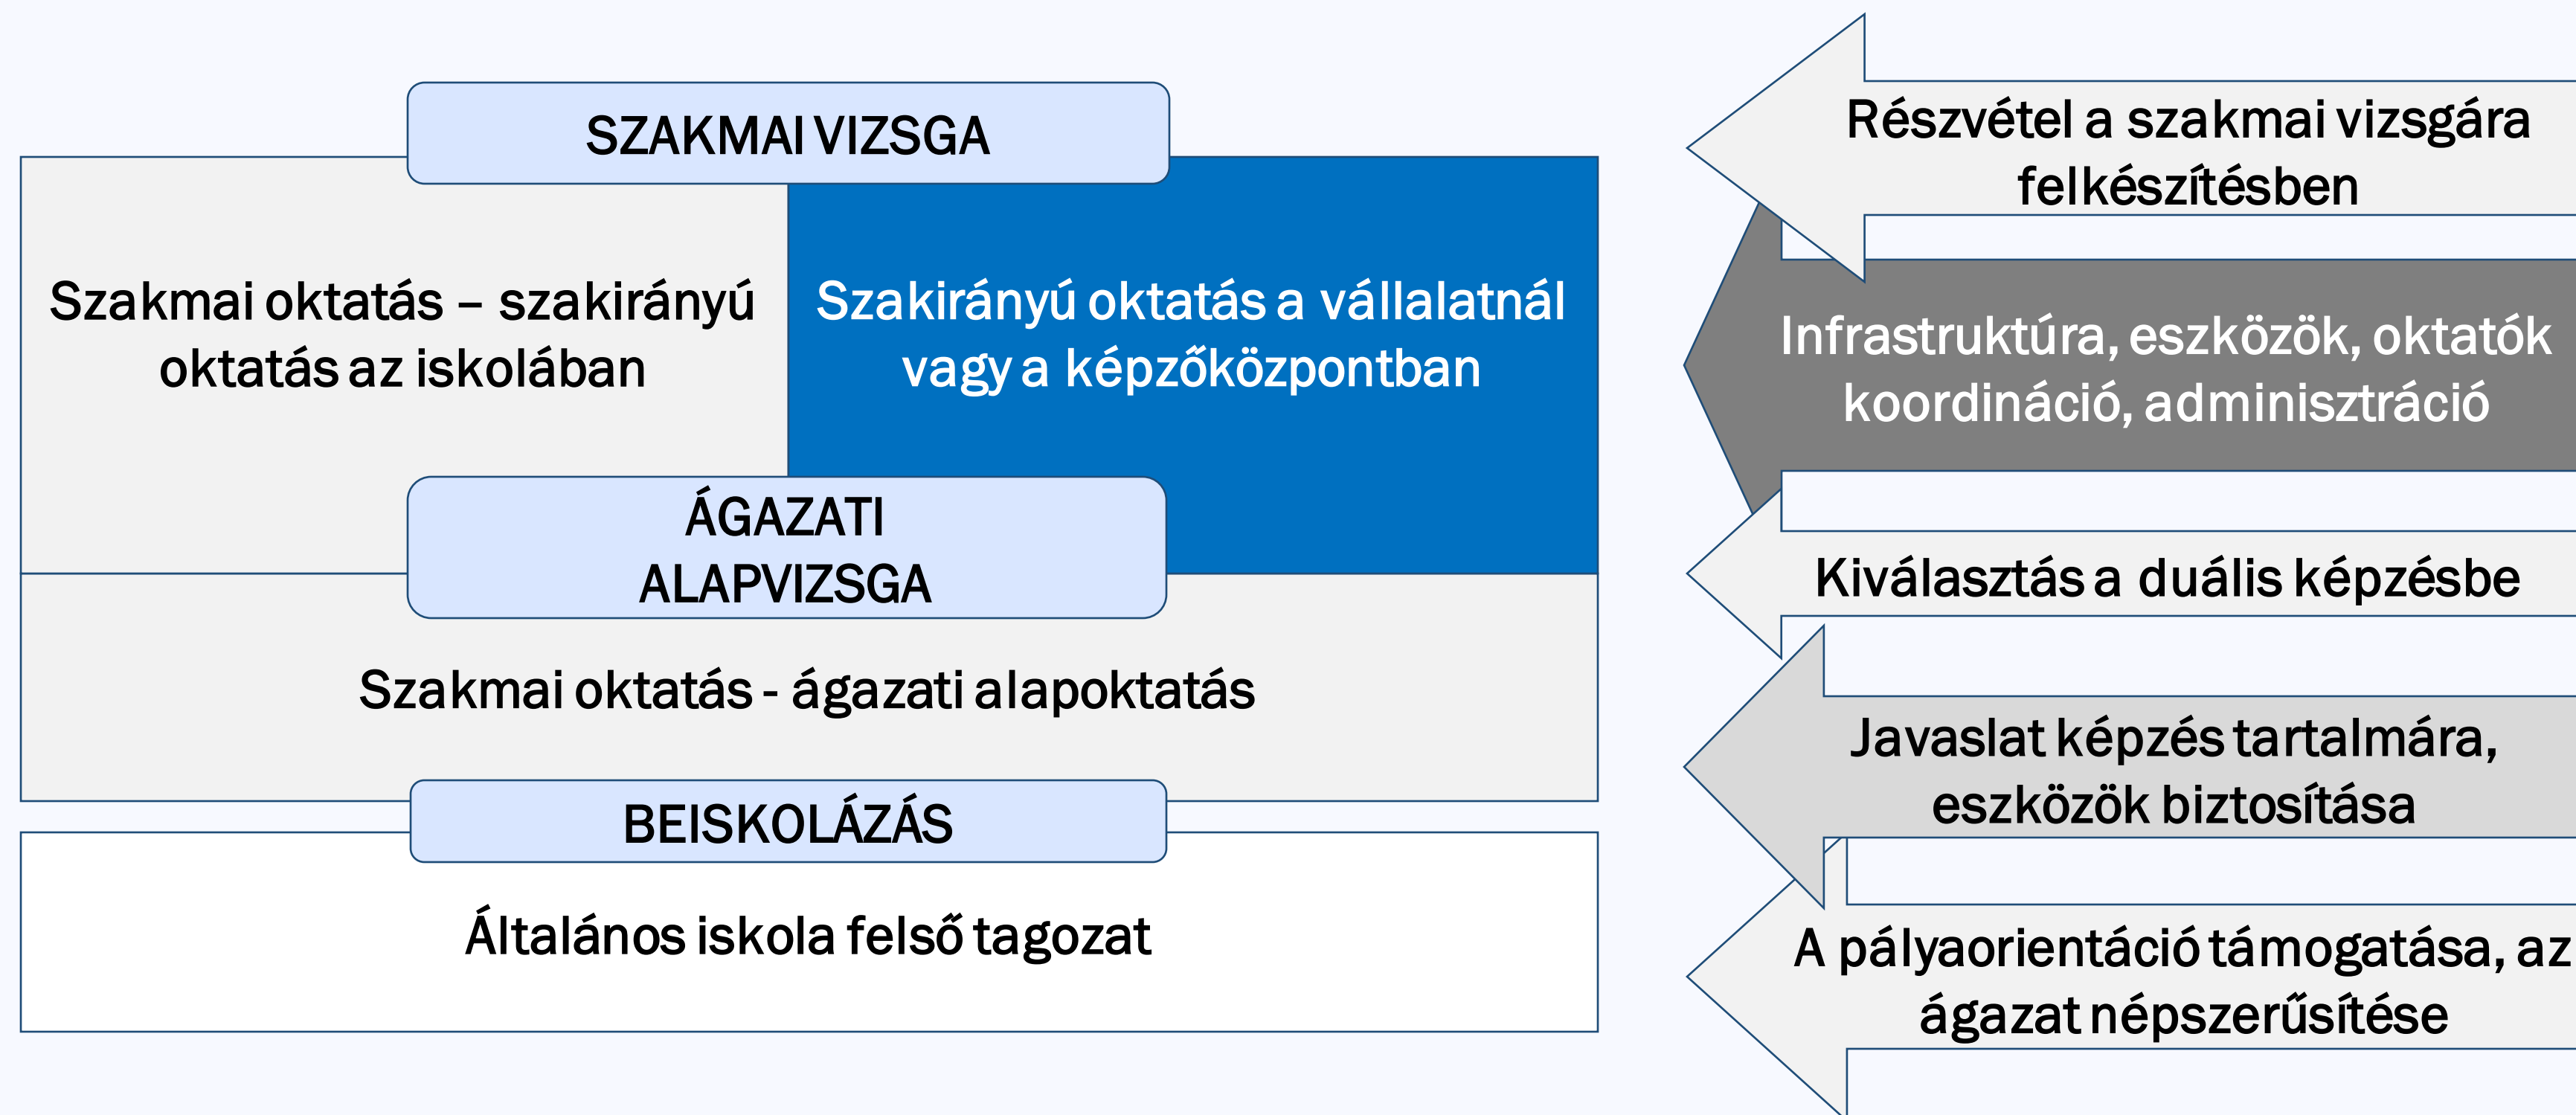 SZAKMAI VIZSGA
Szakmai oktatás – szakirányú
oktatás az iskolában
Szakirányú oktatás a vállalatnál
vagy a képzőközpontban
ÁGAZATI
ALAPVIZSGA
Szakmai oktatás - ágazati alapoktatás
BEISKOLÁZÁS
Általános iskola felső tagozat
Részvétel a szakmai vizsgára
felkészítésben
Infrastruktúra, eszközök, oktatók
koordináció, adminisztráció
Kiválasztás a duális képzésbe
Javaslat képzés tartalmára,
eszközök biztosítása
A pályaorientáció támogatása, az
ágazat népszerűsítése